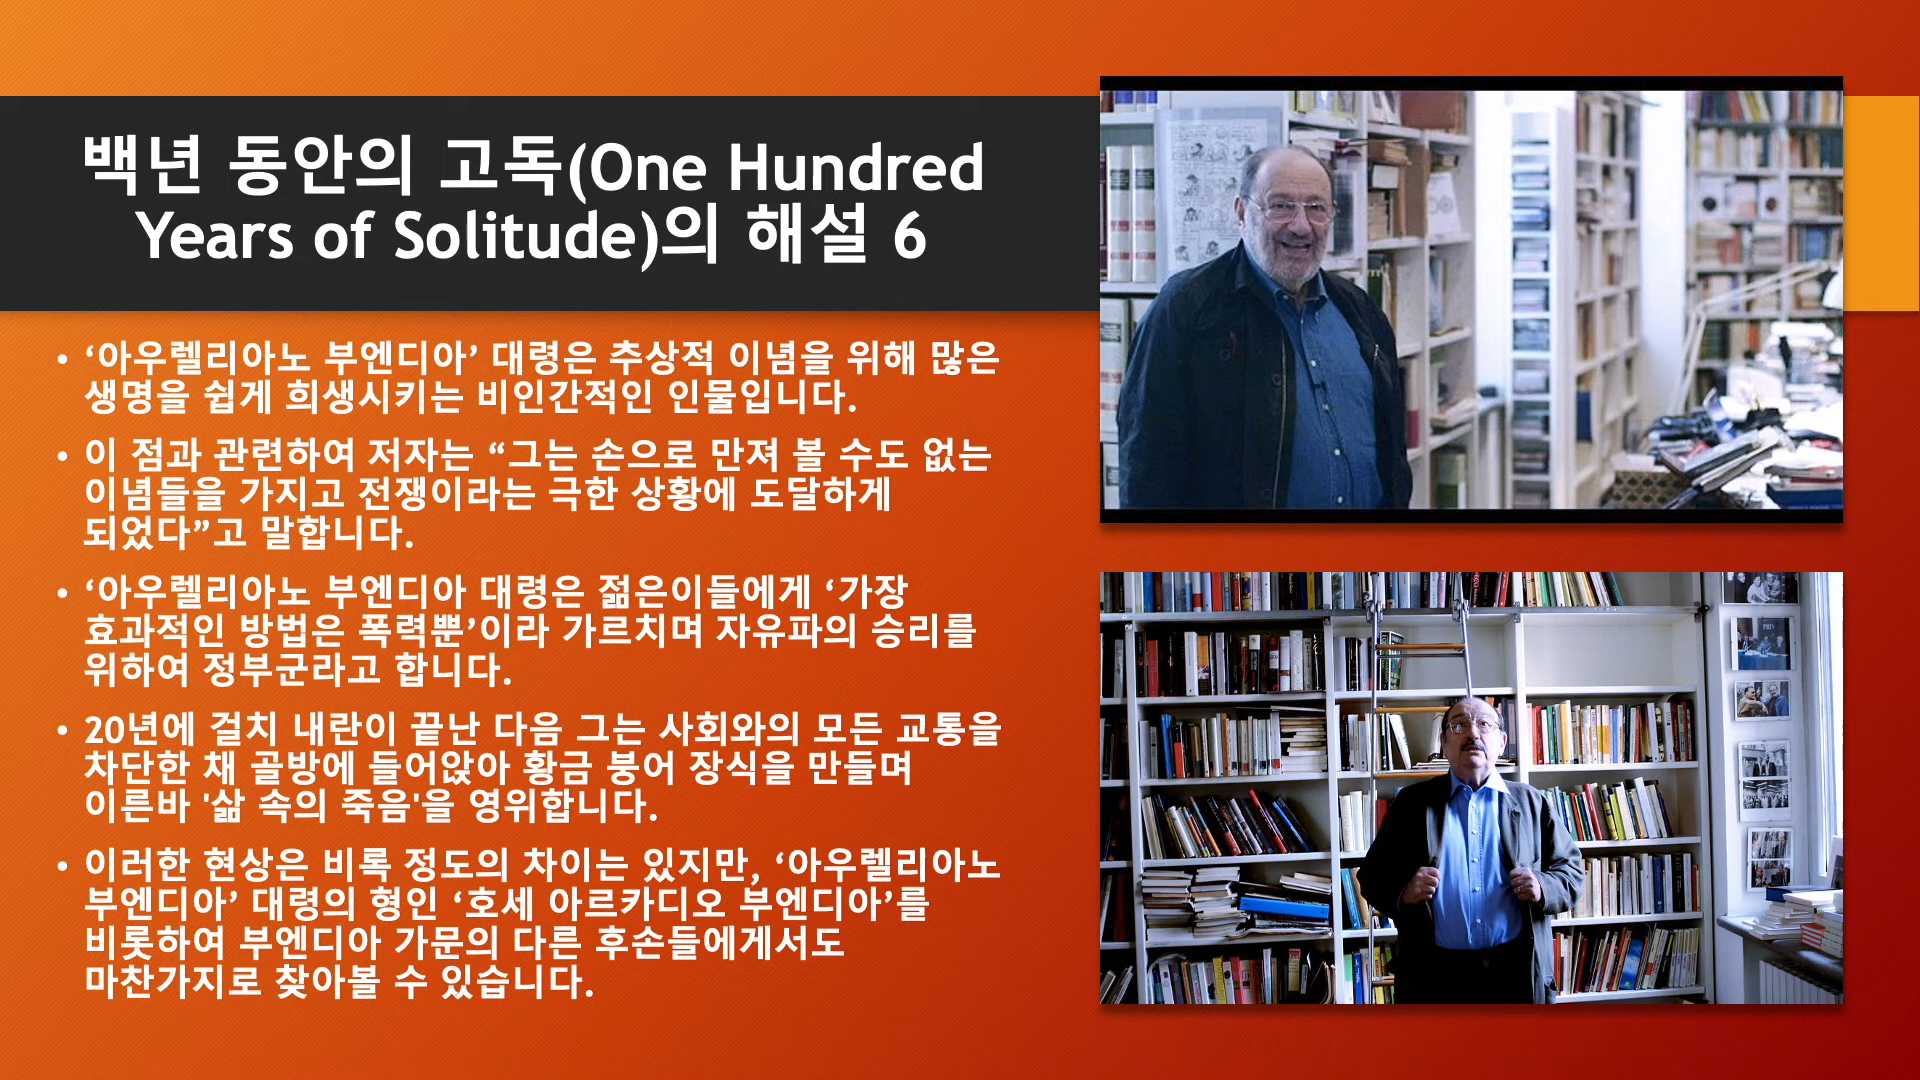 백년 동안의 고독(One Hundred
Years of Solitude)의 해설 6
• ‘아우렐리아노 부엔디아’ 대령은 추상적 이념을 위해 많은
생명을 쉽게 희생시키는 비인간적인 인물입니다.
• 이 점과 관련하여 저자는 “그는 손으로 만져 볼 수도 없는
이념들을 가지고 전쟁이라는 극한 상황에 도달하게
되었다”고 말합니다.
• ‘아우렐리아노 부엔디아 대령은 젊은이들에게 ‘가장
효과적인 방법은 폭력뿐’이라 가르치며 자유파의 승리를
위하여 정부군라고 합니다.
• 20년에 걸치 내란이 끝난 다음 그는 사회와의 모든 교통을
차단한 채 골방에 들어앉아 황금 붕어 장식을 만들며
이른바 '삶 속의 죽음'을 영위합니다.
• 이러한 현상은 비록 정도의 차이는 있지만, ‘아우렐리아노
부엔디아’ 대령의 형인 ‘호세 아르카디오 부엔디아’를
비롯하여 부엔디아 가문의 다른 후손들에게서도
마찬가지로 찾아볼 수 있습니다.